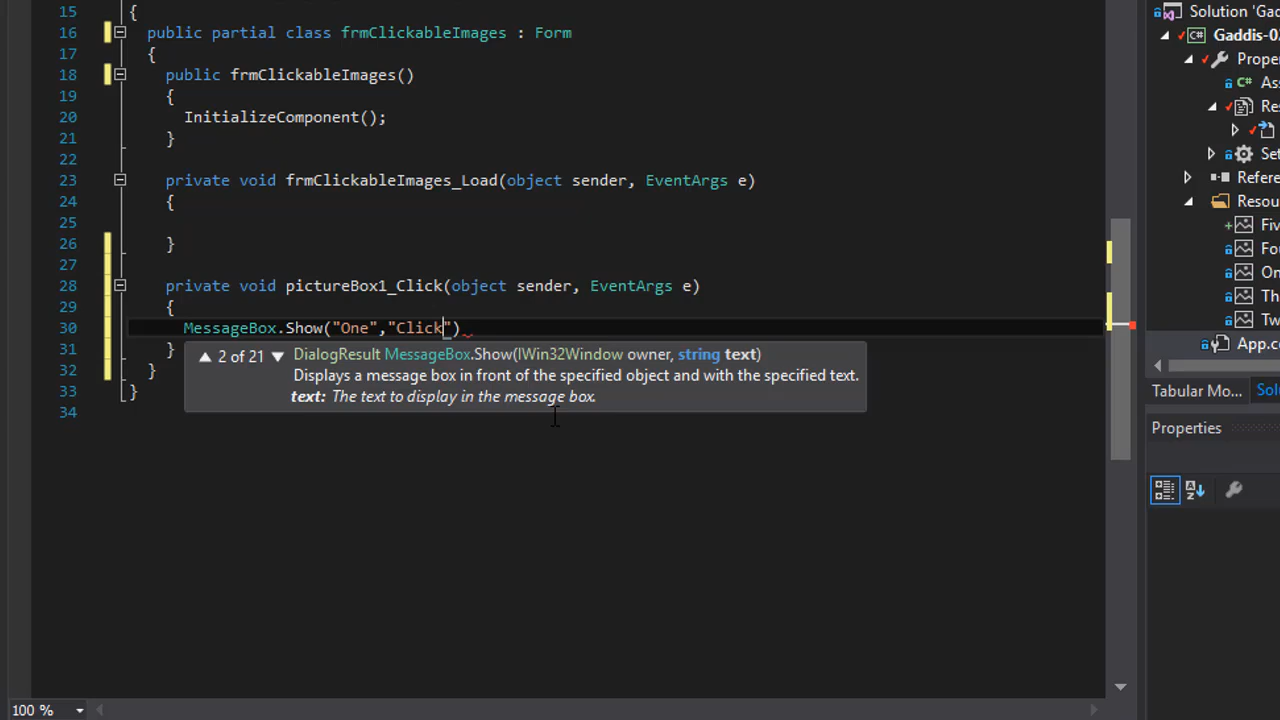 15 {
16 public partial class frmClickableImages : Form
17 {
18 public frmClickableImages()
19 {
20 InitializeComponent();
21 }
22
23 private void frmClickableImages_Load(object sender, EventArgs e)
24 {
25
26 }
27
28 private void pictureBox1_Click(object sender, EventArgs e)
29 {
30 MessageBox.Show("One","Click")
31 }
32 }
33 }
34
▲ 2 of 21 ▼ DialogResult MessageBox.Show(IWin32Window owner, string text)
Displays a message box in front of the specified object and with the specified text.
text: The text to display in the message box.
100 %
Solution 'Gad
Gaddis-0
Proper
As
Res
Set
Refere
Resou
Fiv
Fou
On
Th
Tw
App.c
Tabular Mo...
Sol
Properties